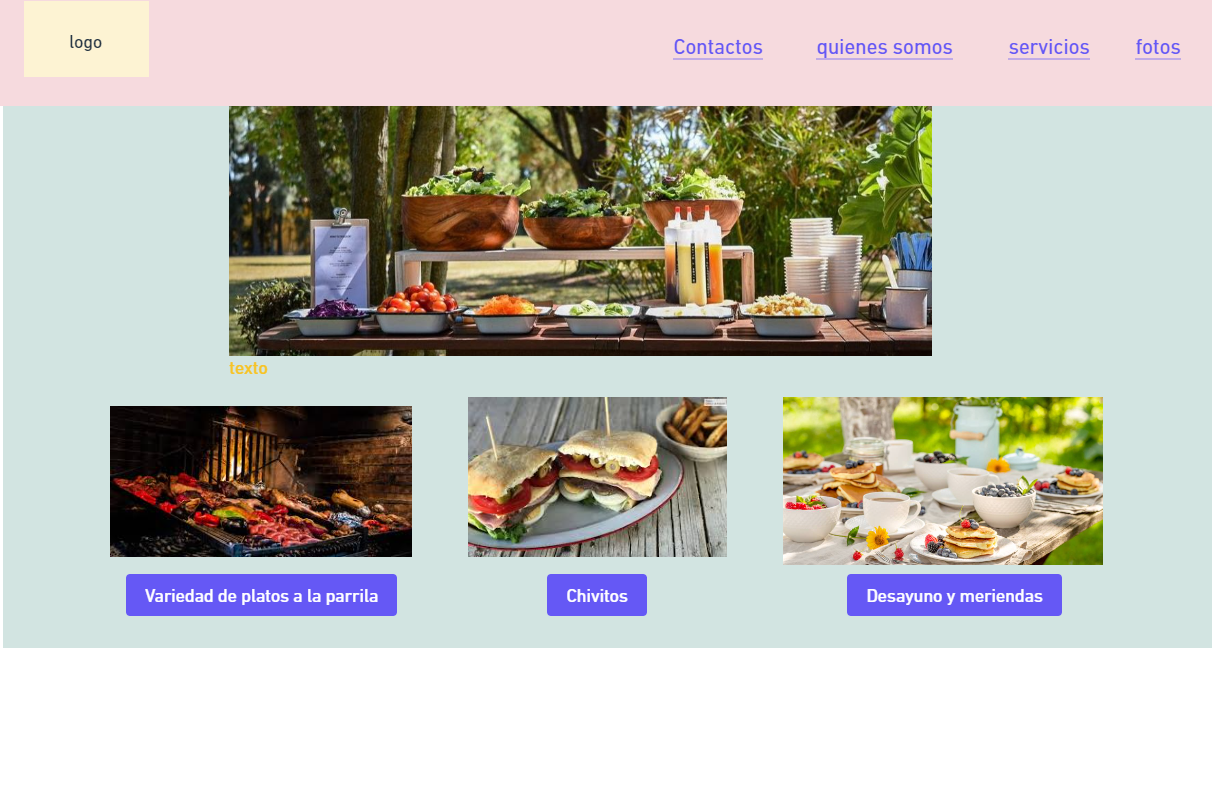 logo
Contactos
quienes somos
servicios
fotos
texto
Variedad de platos a la parrila
Chivitos
Desayuno y meriendas